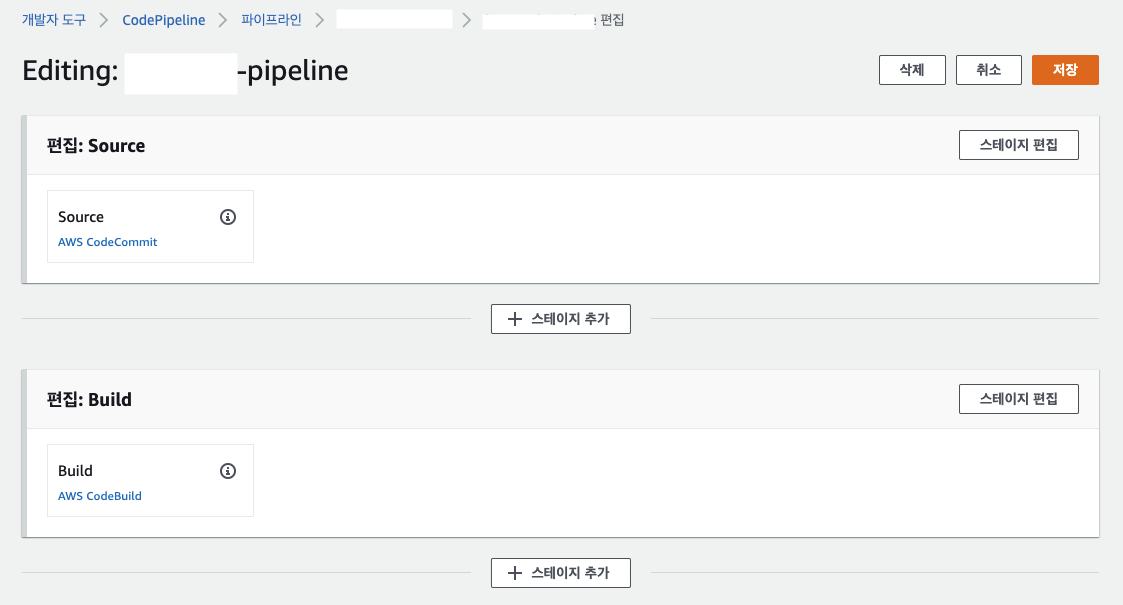 개발자 도구 > CodePipeline > 파이프라인 > > 편집
Editing: -pipeline
삭제 취소 저장
편집: Source
스테이지 편집
Source
AWS CodeCommit
+ 스테이지 추가
편집: Build
스테이지 편집
Build
AWS CodeBuild
+ 스테이지 추가